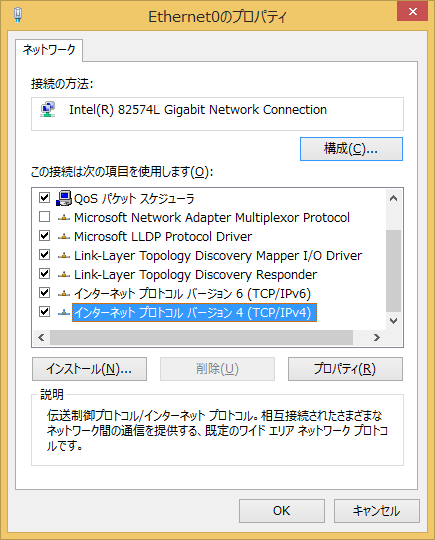 Ethernet0のプロパティ
ネットワーク
接続の方法:
Intel(R) 82574L Gigabit Network Connection
構成(C)...
この接続は次の項目を使用します(O):
QoS パケット スケジューラ
Microsoft Network Adapter Multiplexor Protocol
Microsoft LLDP Protocol Driver
Link-Layer Topology Discovery Mapper I/O Driver
Link-Layer Topology Discovery Responder
インターネット プロトコル バージョン 6 (TCP/IPv6)
インターネット プロトコル バージョン 4 (TCP/IPv4)
インストール(N)...
削除(U)
プロパティ(R)
説明
伝送制御プロトコル/インターネット プロトコル。相互接続されたさまざまな
ネットワーク間の通信を提供する、既定のワイド エリア ネットワーク プロトコ
ルです。
OK
キャンセル